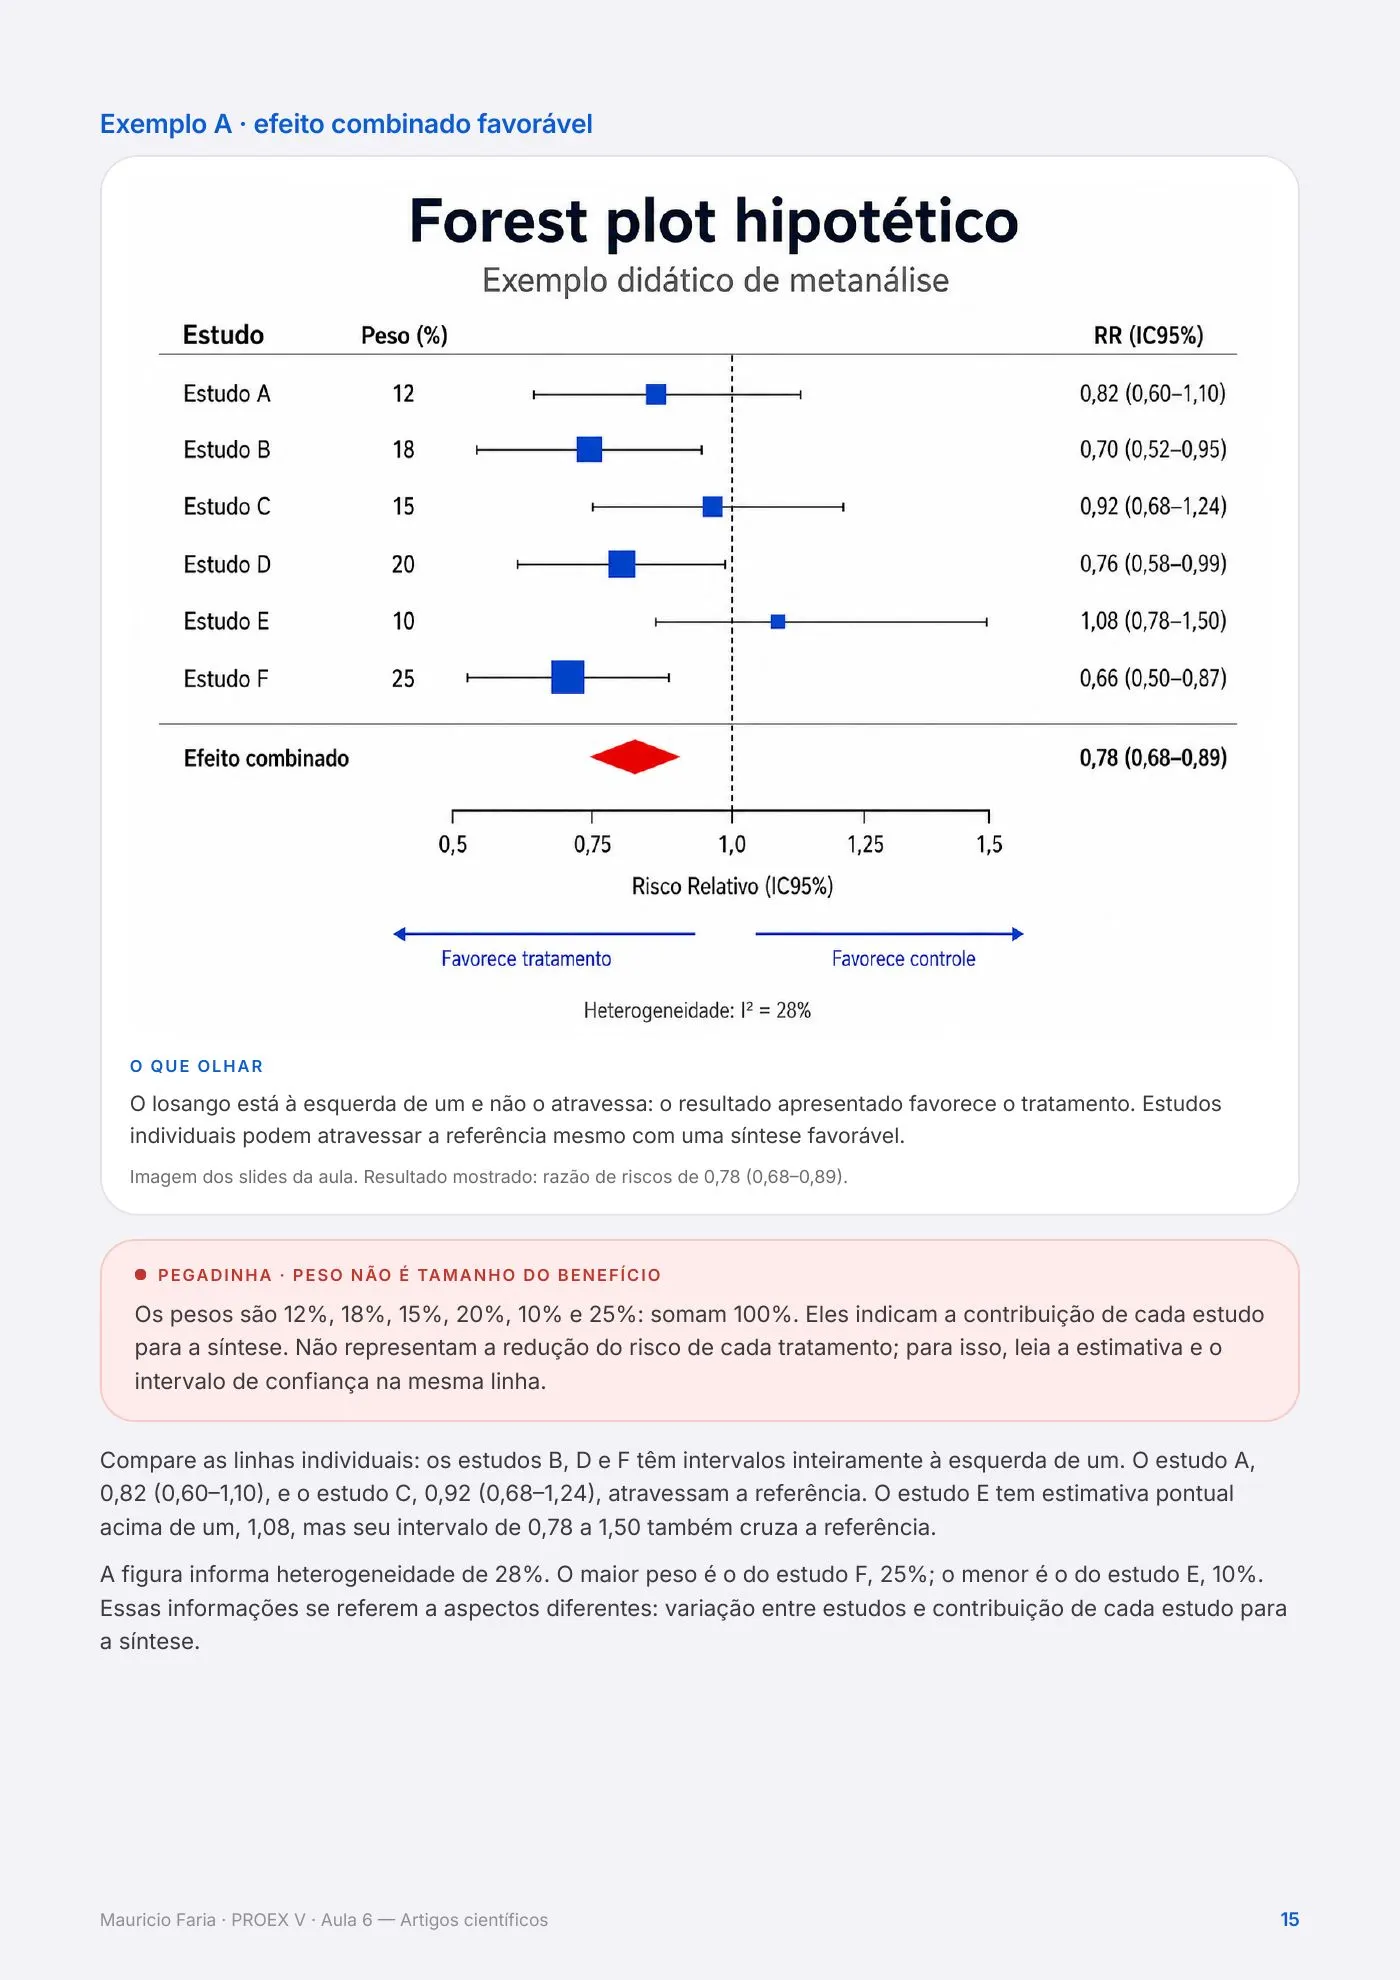 Exemplo A · efeito combinado favorável
Forest plot hipotético
Exemplo didático de metanálise
Estudo Peso (%) RR (IC95%)
Estudo A 12 0,82 (0,60–1,10)
Estudo B 18 0,70 (0,52–0,95)
Estudo C 15 0,92 (0,68–1,24)
Estudo D 20 0,76 (0,58–0,99)
Estudo E 10 1,08 (0,78–1,50)
Estudo F 25 0,66 (0,50–0,87)
Efeito combinado 0,78 (0,68–0,89)
0,5 0,75 1,0 1,25 1,5
Risco Relativo (IC95%)
Favorece tratamento Favorece controle
Heterogeneidade: I² = 28%
O QUE OLHAR
O losango está à esquerda de um e não o atravessa: o resultado apresentado favorece o tratamento. Estudos
individuais podem atravessar a referência mesmo com uma síntese favorável.
Imagem dos slides da aula. Resultado mostrado: razão de riscos de 0,78 (0,68–0,89).
PEGADINHA · PESO NÃO É TAMANHO DO BENEFÍCIO
Os pesos são 12%, 18%, 15%, 20%, 10% e 25%: somam 100%. Eles indicam a contribuição de cada estudo
para a síntese. Não representam a redução do risco de cada tratamento; para isso, leia a estimativa e o
intervalo de confiança na mesma linha.
Compare as linhas individuais: os estudos B, D e F têm intervalos inteiramente à esquerda de um. O estudo A,
0,82 (0,60–1,10), e o estudo C, 0,92 (0,68–1,24), atravessam a referência. O estudo E tem estimativa pontual
acima de um, 1,08, mas seu intervalo de 0,78 a 1,50 também cruza a referência.
A figura informa heterogeneidade de 28%. O maior peso é o do estudo F, 25%; o menor é o do estudo E, 10%.
Essas informações se referem a aspectos diferentes: variação entre estudos e contribuição de cada estudo para
a síntese.
Mauricio Faria · PROEX V · Aula 6 — Artigos científicos 15